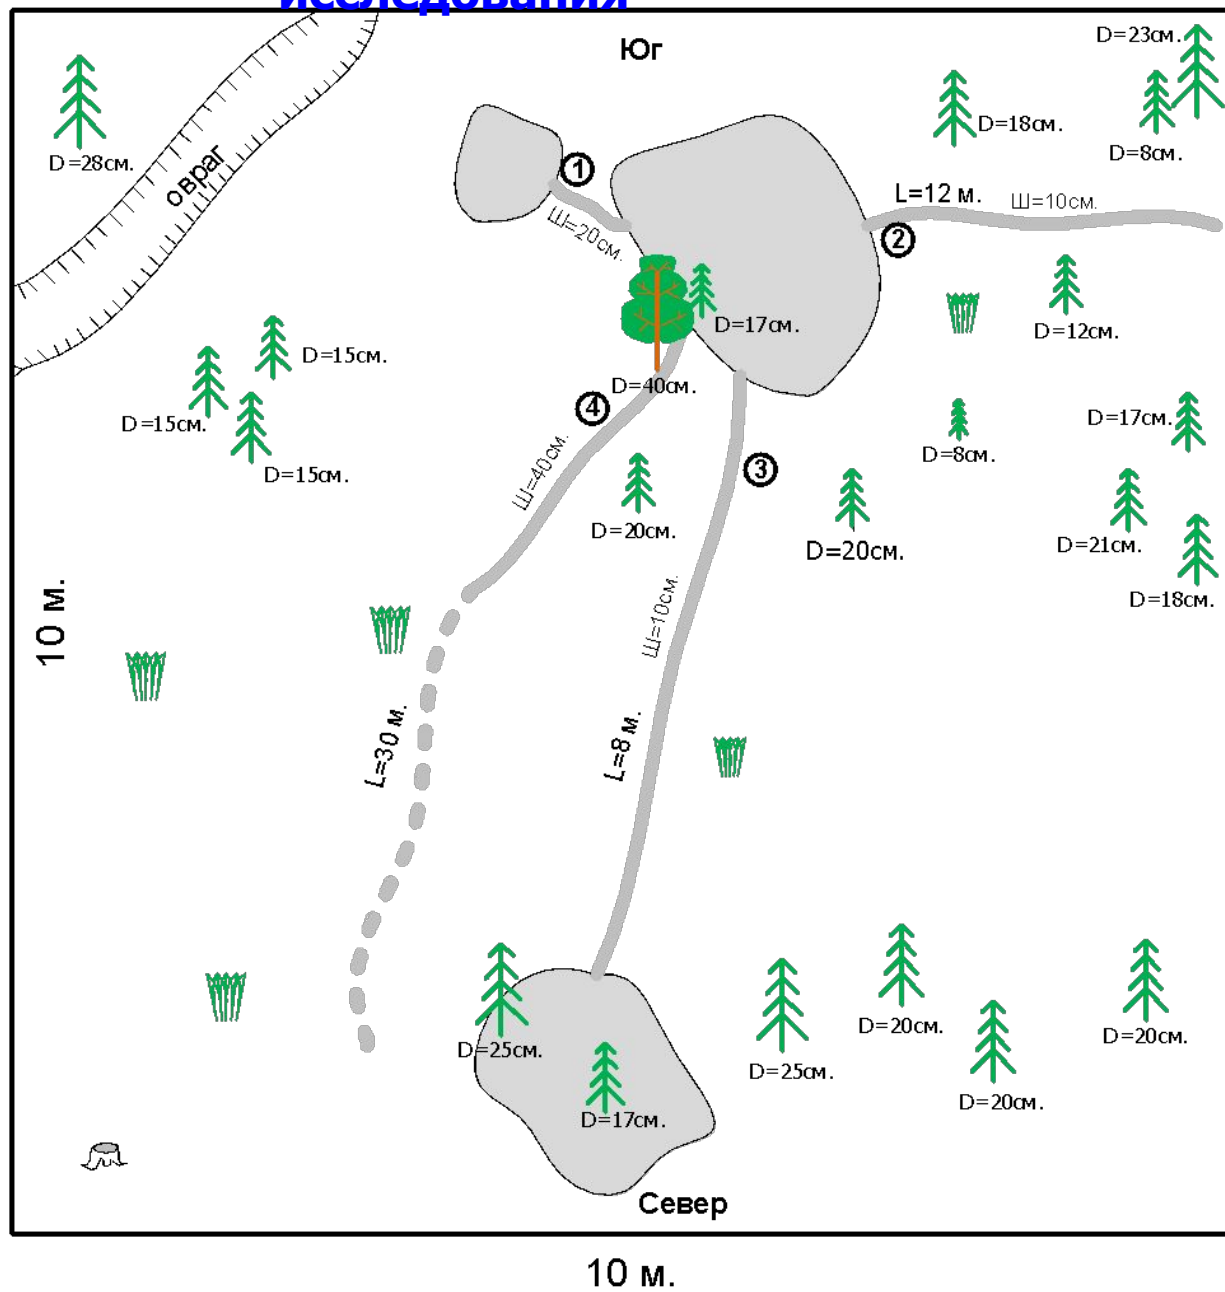 исследования
Юг
D=23см.
D=18см.
D=8см.
D=28см.
овраг
1
L=12 м.
Ш=10см.
Ш=20см.
2
D=17см.
D=12см.
D=15см.
D=40см.
4
D=15см.
D=17см.
D=8см.
D=15см.
Ш=40см.
3
D=20см.
D=20см.
D=21см.
D=18см.
10 м.
Ш=10см.
L=30 м.
L=8 м.
D=25см.
D=20см.
D=20см.
D=25см.
D=20см.
D=17см.
Север
10 м.